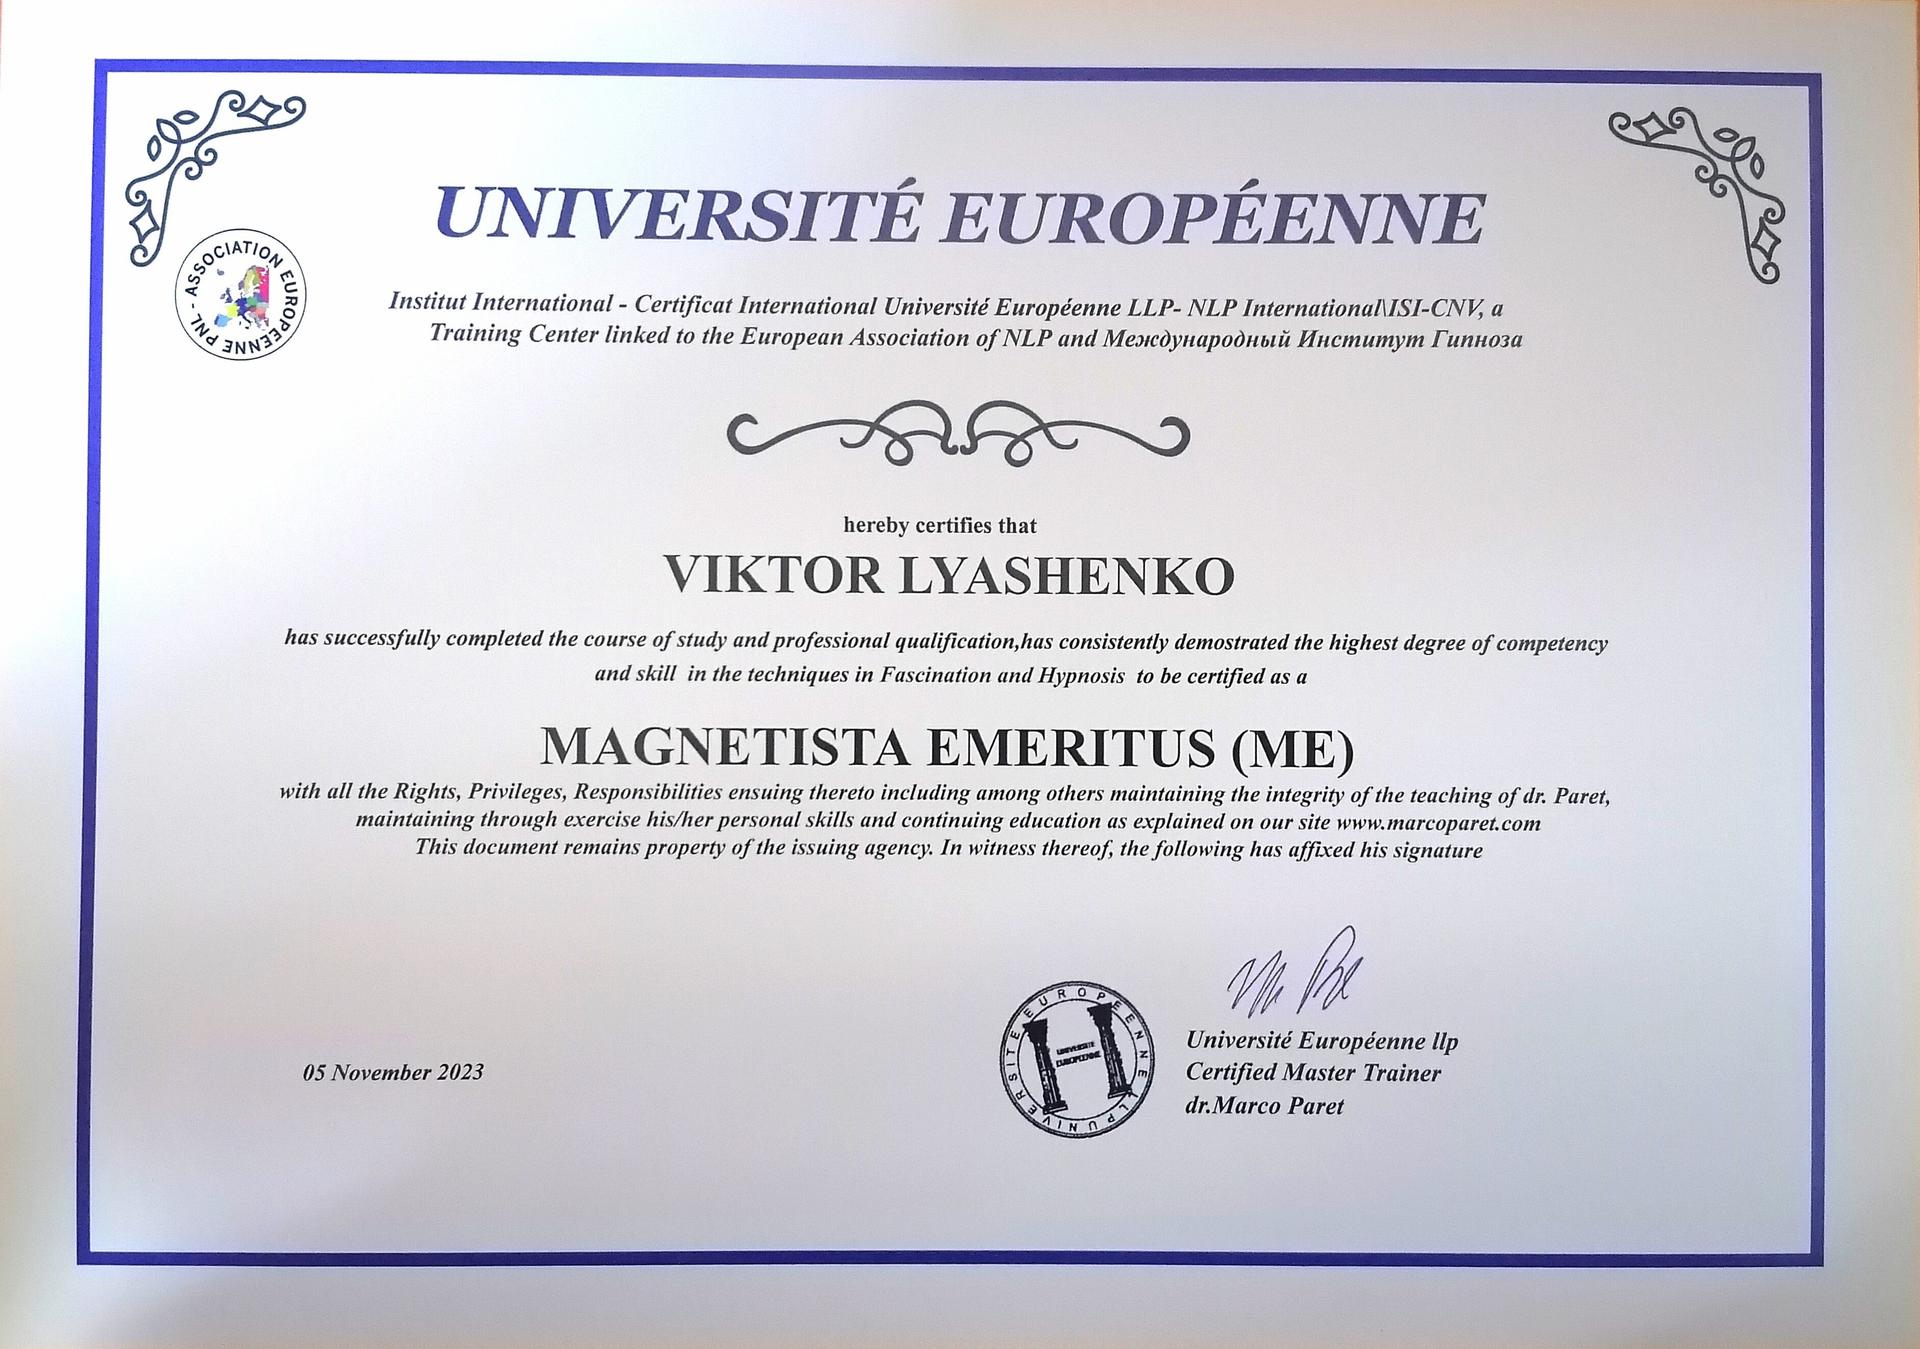 UNIVERSITÉ EUROPÉENNE
ASSOCIATION EUROPEENNE PNL -
Institut International - Certificat International Université Européenne LLP- NLP International\ISI-CNV, a
Training Center linked to the European Association of NLP and Международный Институт Гипноза
hereby certifies that
VIKTOR LYASHENKO
has successfully completed the course of study and professional qualification,has consistently demostrated the highest degree of competency
and skill in the techniques in Fascination and Hypnosis to be certified as a
MAGNETISTA EMERITUS (ME)
with all the Rights, Privileges, Responsibilities ensuing thereto including among others maintaining the integrity of the teaching of dr. Paret,
maintaining through exercise his/her personal skills and continuing education as explained on our site www.marcoparet.com
This document remains property of the issuing agency. In witness thereof, the following has affixed his signature
05 November 2023
UNIVERSITE EUROPEENNE LLP
UNIVERSITE
EUROPEENNE
Université Européenne llp
Certified Master Trainer
dr.Marco Paret